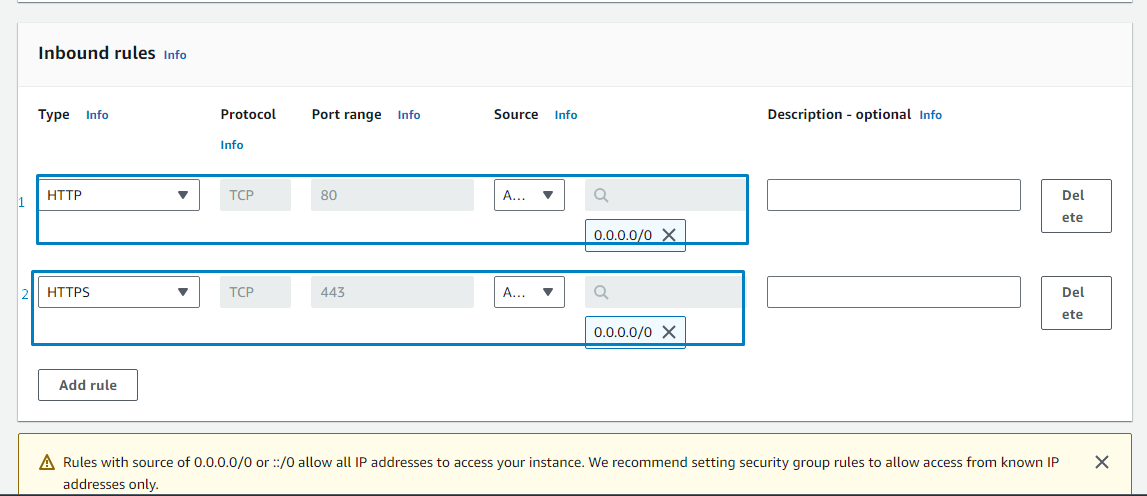 Inbound rules Info
Type Info Protocol Port range Info Source Info Description - optional Info
Info
1 HTTP TCP 80 A... Del
ete
0.0.0.0/0
2 HTTPS TCP 443 A... Del
ete
0.0.0.0/0
Add rule
Rules with source of 0.0.0.0/0 or ::/0 allow all IP addresses to access your instance. We recommend setting security group rules to allow access from known IP
addresses only.